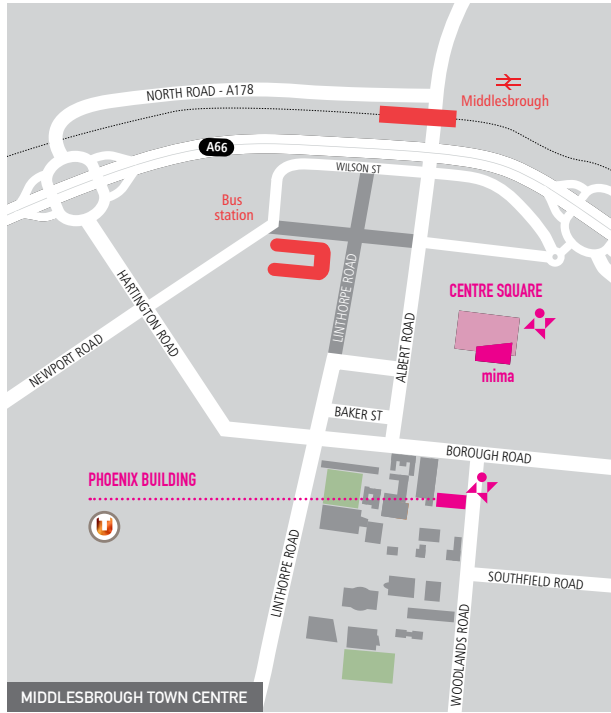 NORTH ROAD - A178
Middlesbrough
A66
WILSON ST
Bus
station
LINTHORPE ROAD
HARTINGTON ROAD
NEWPORT ROAD
CENTRE SQUARE
mima
ALBERT ROAD
BAKER ST
BOROUGH ROAD
PHOENIX BUILDING
U
LINTHORPE ROAD
SOUTHFIELD ROAD
WOODLANDS ROAD
MIDDLESBROUGH TOWN CENTRE